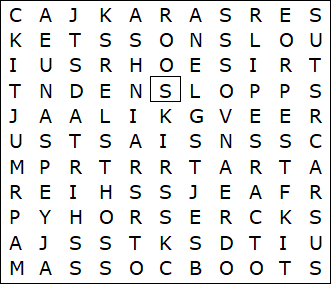 C A J K A R A S R E S
K E T S S O N S L O U
I U S R H O E S I R T
T N D E N S L O P P S
J A A L I K G V E E R
U S T S A I S N S S C
M P R T R R T A R T A
R E I H S S J E A F R
P Y H O R S E R C K S
A J S S T K S D T I U
M A S S O C B O O T S